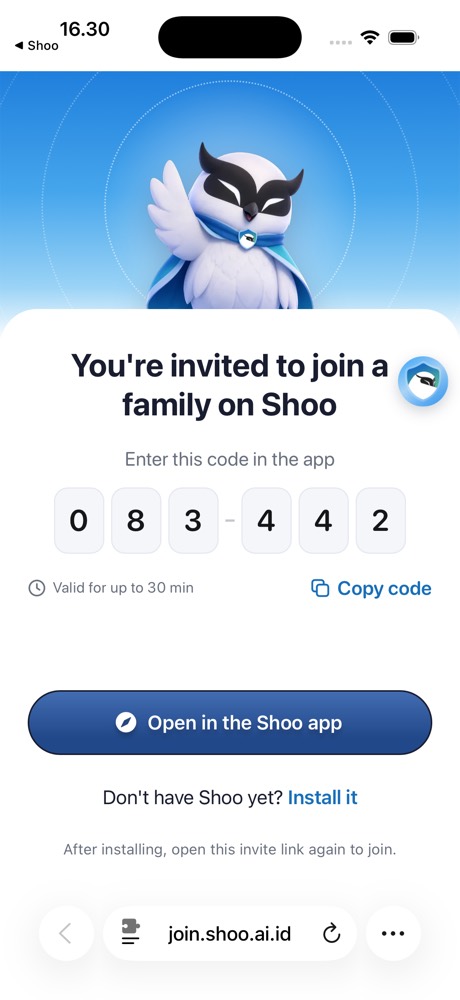 16.30
◀ Shoo
You're invited to join a
family on Shoo
Enter this code in the app
0 8 3 – 4 4 2
Valid for up to 30 min
Copy code
Open in the Shoo app
Don't have Shoo yet? Install it
After installing, open this invite link again to join.
join.shoo.ai.id